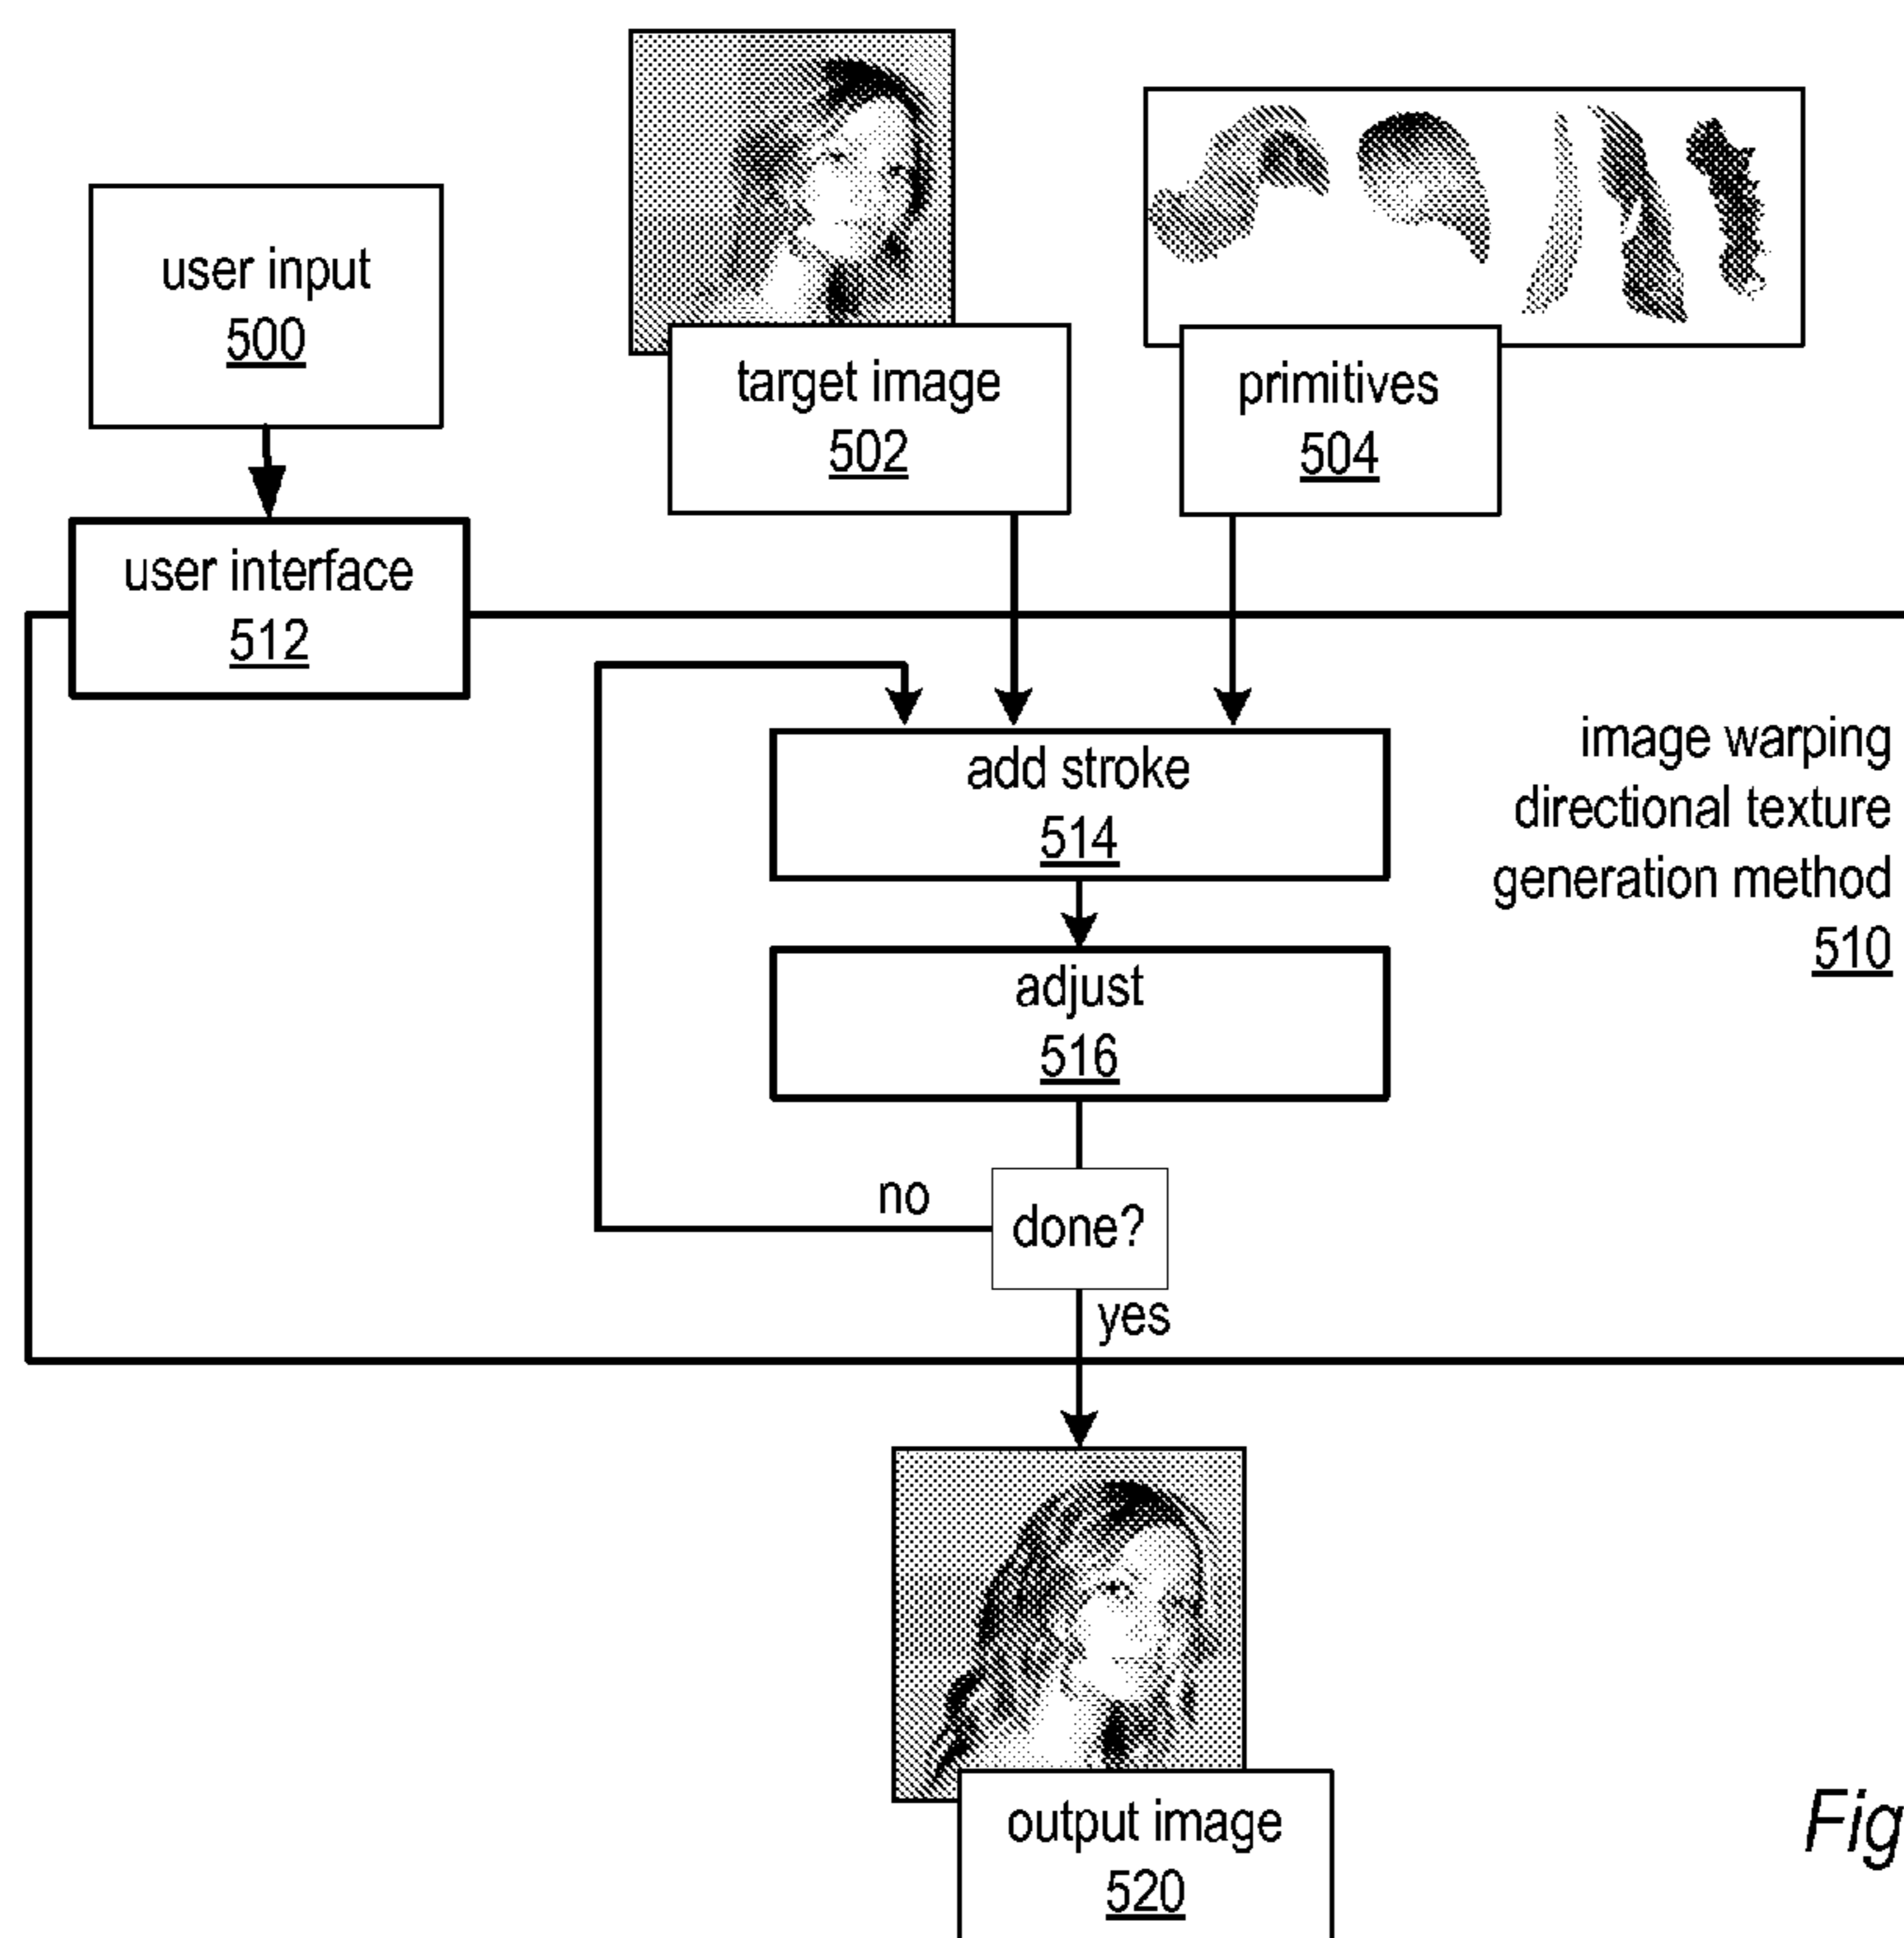 user input
500
target image
502
primitives
504
user interface
512
add stroke
514
image warping
directional texture
generation method
510
adjust
516
no
done?
yes
output image
520
Fig